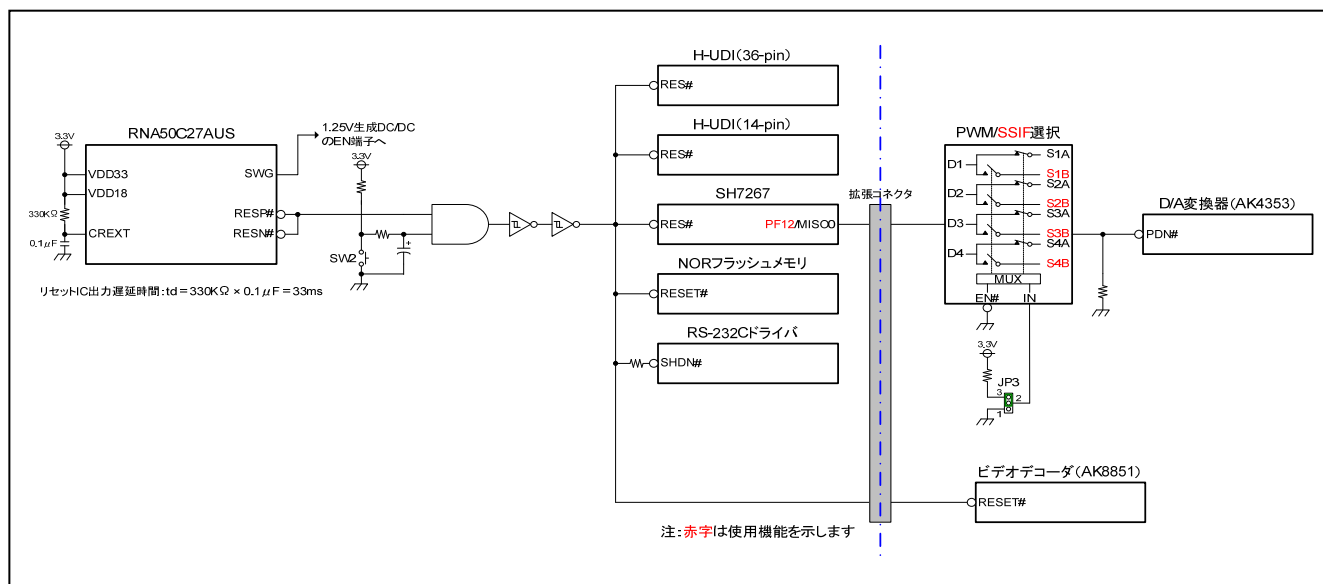 RNA50C27AUS
3.3V
VDD33
VDD18
330KΩ
CREXT
0.1μF
SWG
RESP#
RESN#
1.25V生成DC/DC
のEN端子へ
3.3V
SW2
リセットIC出力遅延時間:td=330KΩ×0.1μF=33ms
H-UDI(36-pin)
RES#
H-UDI(14-pin)
RES#
SH7267
RES#
PF12/MISO0
NORフラッシュメモリ
RESET#
RS-232Cドライバ
SHDN#
拡張コネクタ
PWM/SSIF選択
D1
S1A
S1B
D2
S2A
S2B
D3
S3A
S3B
D4
S4A
S4B
MUX
EN#
IN
3.3V
JP3
3
2
1
D/A変換器(AK4353)
PDN#
ビデオデコーダ(AK8851)
RESET#
注:赤字は使用機能を示します